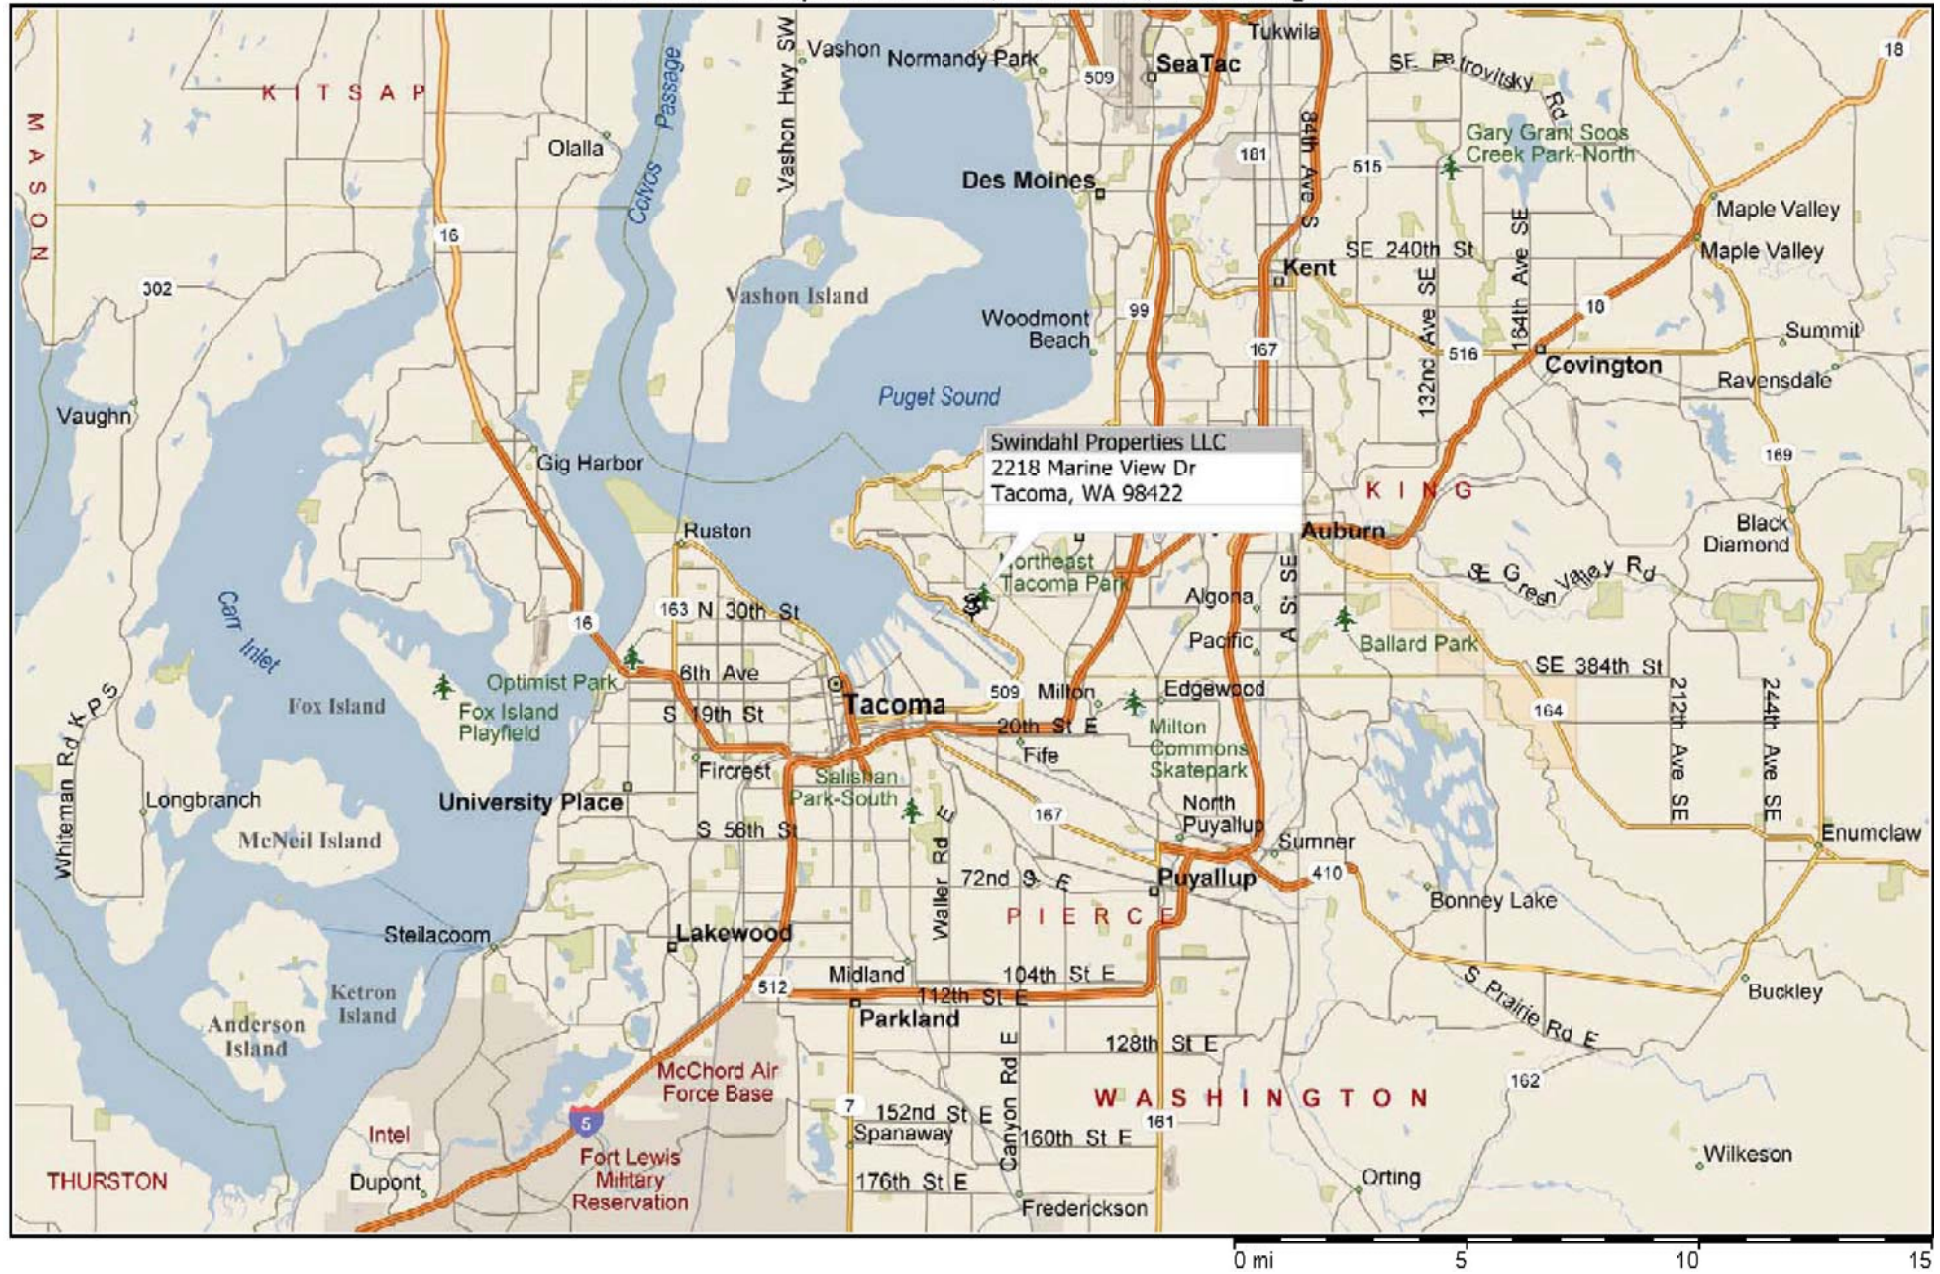 Tukwila
Vashon
Normandy Park
509
SeaTac
SE Petrovitsky Rd
18
KITSAP
MASON
Colvos Passage
Vashon Hwy SW
Olalla
Des Moines
181
84th Ave S
515
Gary Grant Soos
Creek Park-North
16
Maple Valley
Maple Valley
SE 240th St
164th Ave SE
132nd Ave SE
Kent
302
Vashon Island
99
18
Woodmont
Beach
167
516
Summit
Covington
Ravensdale
Puget Sound
Vaughn
Gig Harbor
Swindahl Properties LLC
2218 Marine View Dr
Tacoma, WA 98422
169
KING
Ruston
Auburn
Black
Diamond
Northeast
Tacoma Park
SE Green Valley Rd
Carr Inlet
16
163
N 30th St
Algona
A St SE
Pacific
Ballard Park
6th Ave
Optimist Park
SE 384th St
Fox Island
Fox Island
Playfield
S 19th St
Tacoma
509
Milton
Edgewood
164
212th Ave SE
244th Ave SE
20th St E
Fife
Milton
Commons
Skatepark
Whiteman Rd KPS
Fircrest
Salishan
Park-South
University Place
Longbranch
McNeil Island
S 56th St
Walker Rd E
167
North
Puyallup
Sumner
Enumclaw
72nd St E
Puyallup
410
PIERCE
Bonney Lake
Steilacoom
Lakewood
Midland
104th St E
512
112th St E
Parkland
S Prairie Rd E
Buckley
Ketron
Island
Anderson
Island
128th St E
Canyon Rd E
McChord Air
Force Base
162
WASHINGTON
5
7
152nd St E
161
Spanaway
160th St E
Intel
Fort Lewis
Military
Reservation
Wilkeson
THURSTON
Dupont
176th St E
Orting
Frederickson
0 mi 5 10 15